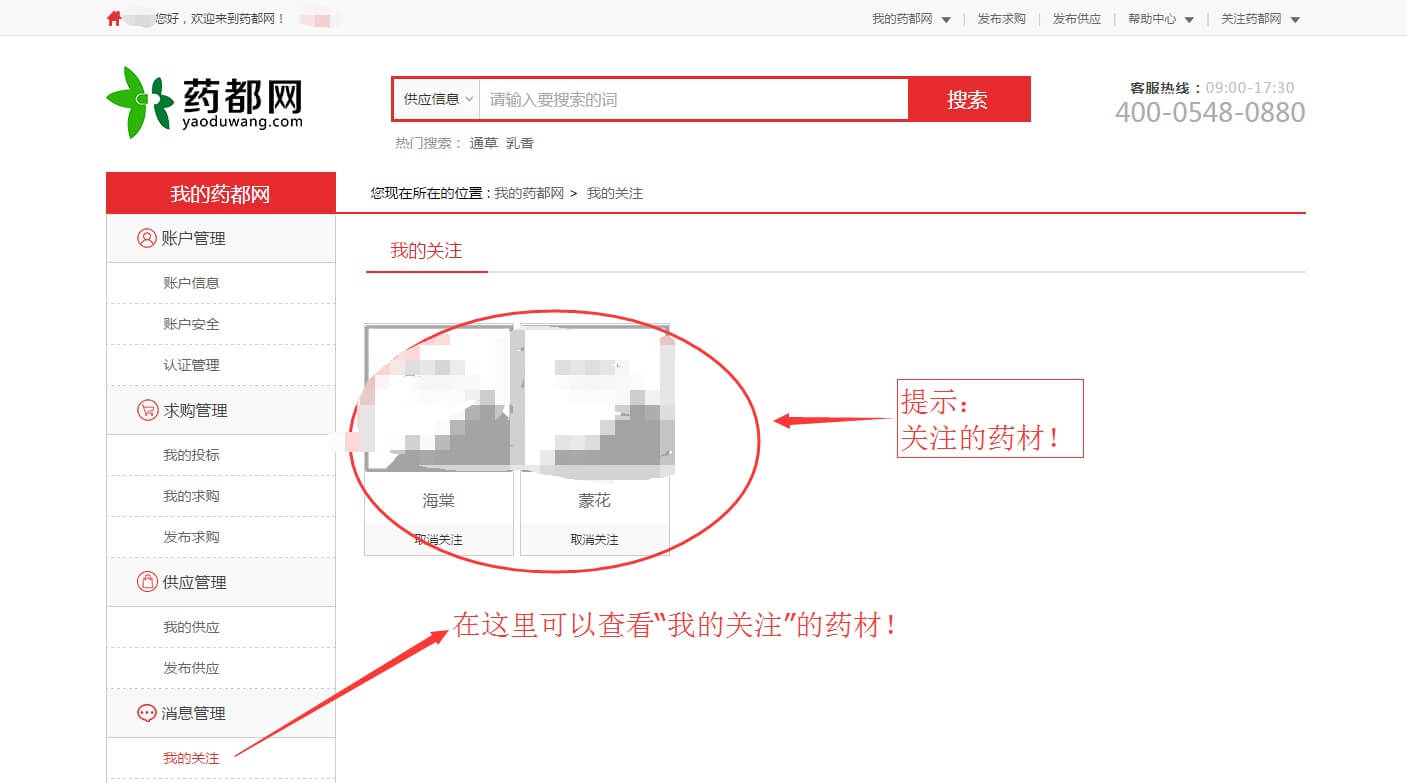 您好，欢迎来到药都网！
我的药都网 发布求购 发布供应 帮助中心 关注药都网
药都网
yaoduwang.com
供应信息 请输入要搜索的词 搜索
热门搜索： 通草 乳香
客服热线：09:00-17:30
400-0548-0880
我的药都网
您现在所在的位置：我的药都网 > 我的关注
账户管理
账户信息
账户安全
认证管理
求购管理
我的投标
我的求购
发布求购
供应管理
我的供应
发布供应
消息管理
我的关注
我的关注
海棠
取消关注
蒙花
取消关注
提示：
关注的药材！
在这里可以查看“我的关注”的药材！